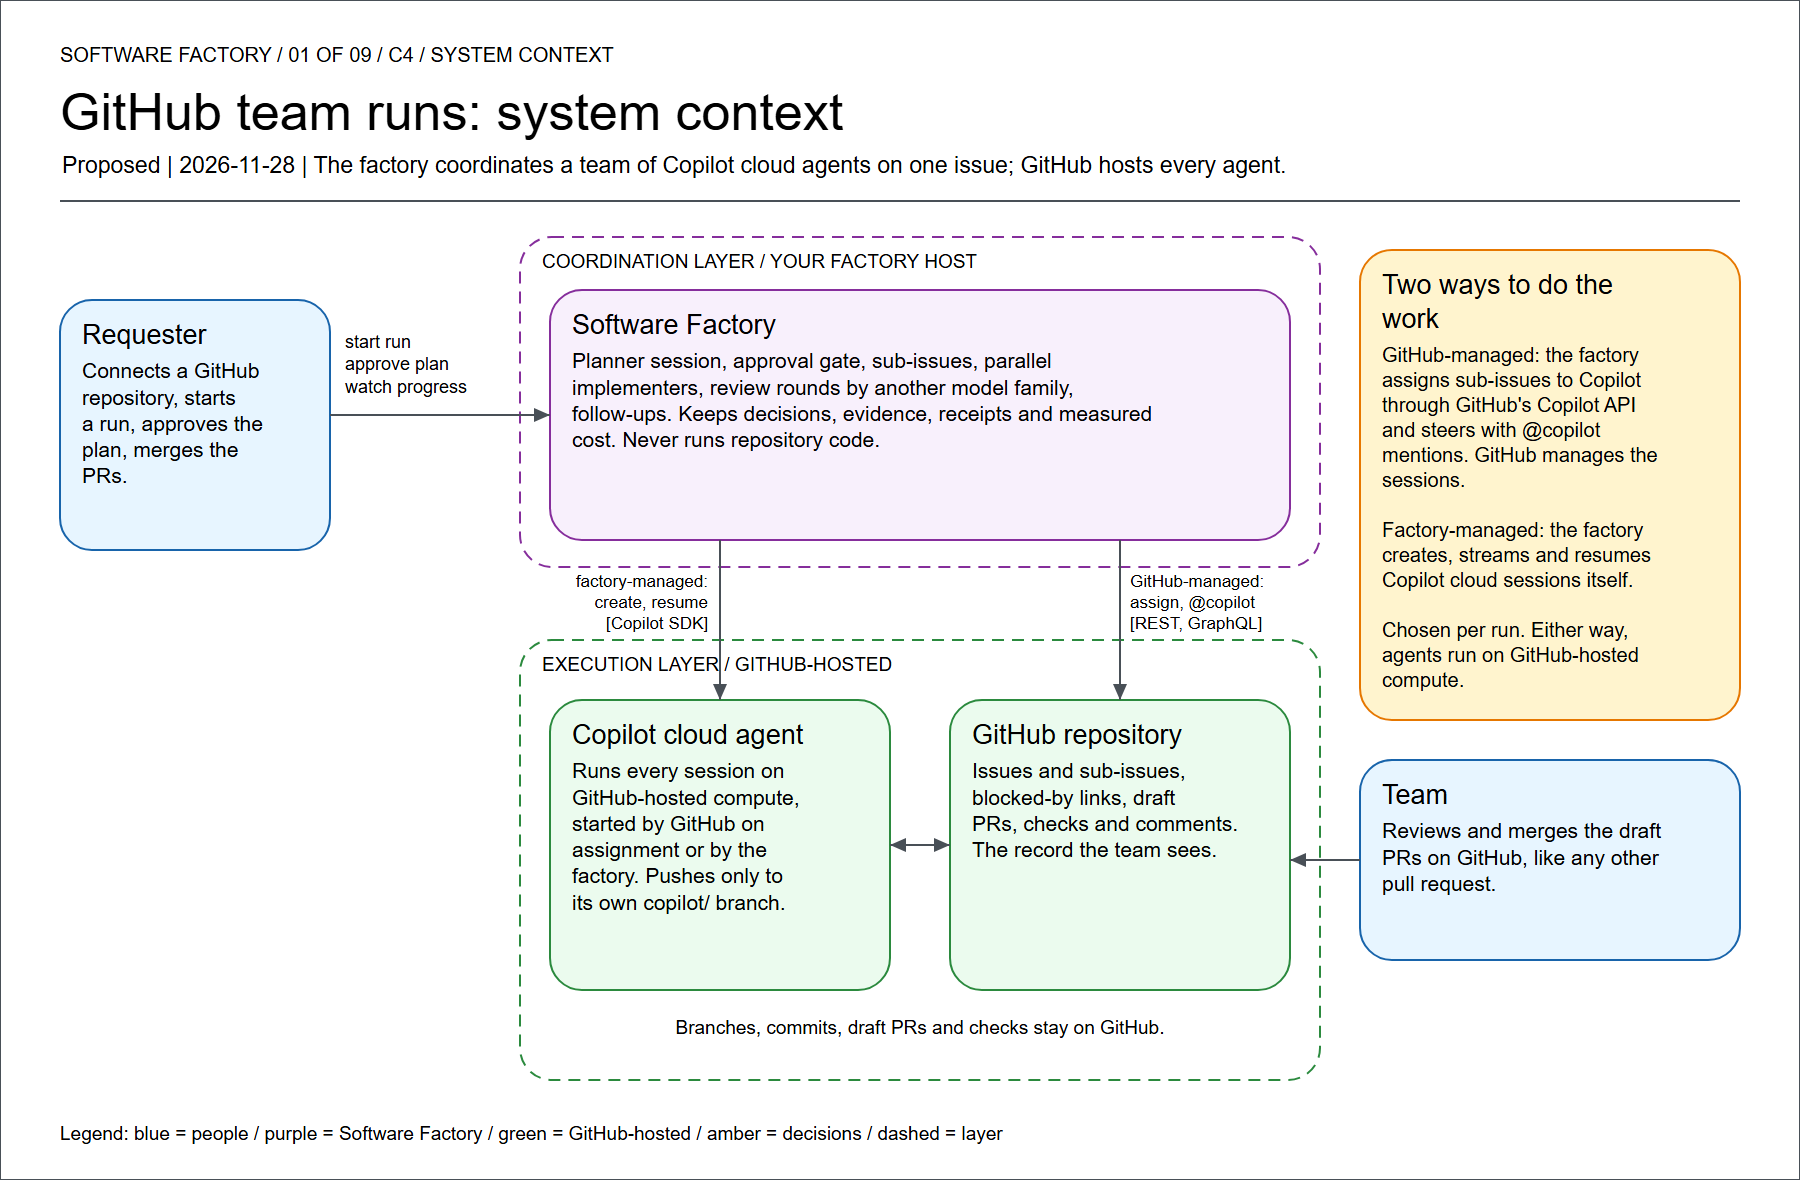 SOFTWARE FACTORY / 01 OF 09 / C4 / SYSTEM CONTEXT
GitHub team runs: system context
Proposed | 2026-11-28 | The factory coordinates a team of Copilot cloud agents on one issue; GitHub hosts every agent.
Requester
Connects a GitHub
repository, starts
a run, approves the
plan, merges the
PRs.
start run
approve plan
watch progress
COORDINATION LAYER / YOUR FACTORY HOST
Software Factory
Planner session, approval gate, sub-issues, parallel
implementers, review rounds by another model family,
follow-ups. Keeps decisions, evidence, receipts and measured
cost. Never runs repository code.
Two ways to do the
work
GitHub-managed: the factory
assigns sub-issues to Copilot
through GitHub's Copilot API
and steers with @copilot
mentions. GitHub manages the
sessions.
Factory-managed: the factory
creates, streams and resumes
Copilot cloud sessions itself.
Chosen per run. Either way,
agents run on GitHub-hosted
compute.
factory-managed:
create, resume
[Copilot SDK]
GitHub-managed:
assign, @copilot
[REST, GraphQL]
EXECUTION LAYER / GITHUB-HOSTED
Copilot cloud agent
Runs every session on
GitHub-hosted compute,
started by GitHub on
assignment or by the
factory. Pushes only to
its own copilot/ branch.
GitHub repository
Issues and sub-issues,
blocked-by links, draft
PRs, checks and comments.
The record the team sees.
Team
Reviews and merges the draft
PRs on GitHub, like any other
pull request.
Branches, commits, draft PRs and checks stay on GitHub.
Legend: blue = people / purple = Software Factory / green = GitHub-hosted / amber = decisions / dashed = layer